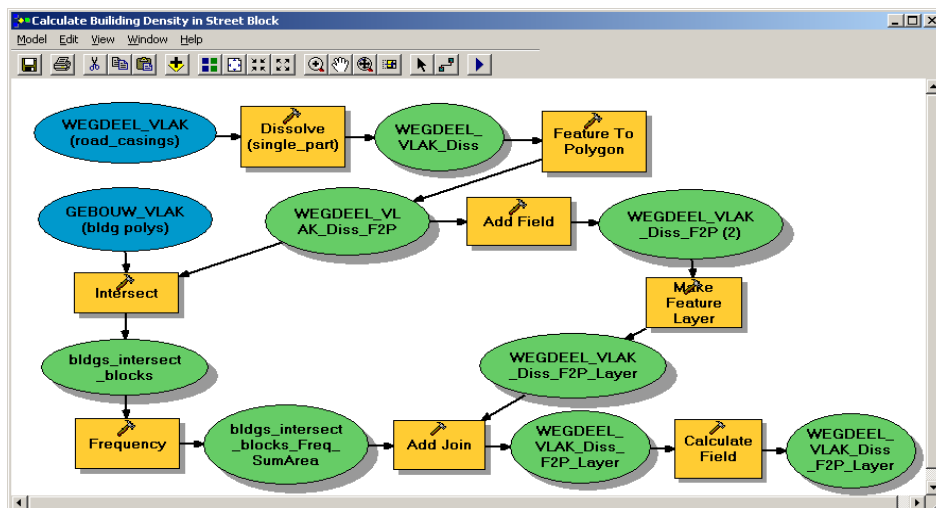 Calculate Builiding Density in Street Block
Model Edit View Window Help
WEGDEEL_VLAK
(road_casings)
Dissolve
(single_part)
WEGDEEL_
VLAK_Diss
Feature To
Polygon
GEBOUW_VLAK
(bldg polys)
WEGDEEL_VL
AK_Diss_F2P
Add Field
WEGDEEL_VLAK
_Diss_F2P (2)
Intersect
Make
Feature
Layer
bldgs_intersect
_blocks
WEGDEEL_VLAK
_Diss_F2P_Layer
Frequency
bldgs_intersect
_blocks_Freq_
SumArea
Add Join
WEGDEEL_
VLAK_Diss_
F2P_Layer
Calculate
Field
WEGDEEL_
VLAK_Diss_
F2P_Layer